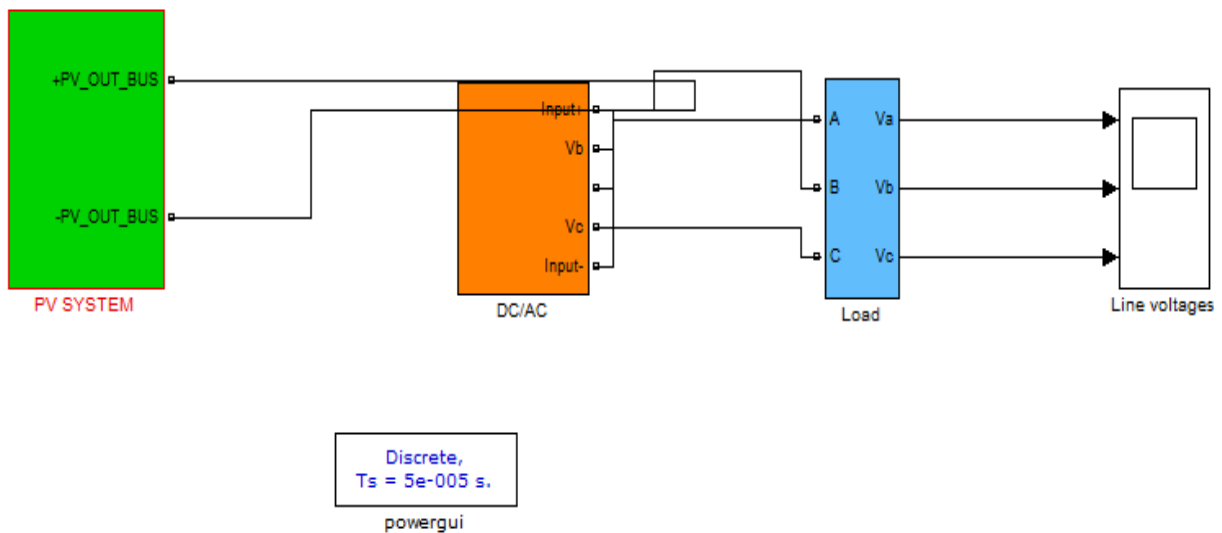 +PV_OUT_BUS
-PV_OUT_BUS
PV SYSTEM
Input+
Vb
Vc
Input-
DC/AC
A
Va
B
Vb
C
Vc
Load
Line voltages
Discrete,
Ts = 5e-005 s.
powergui